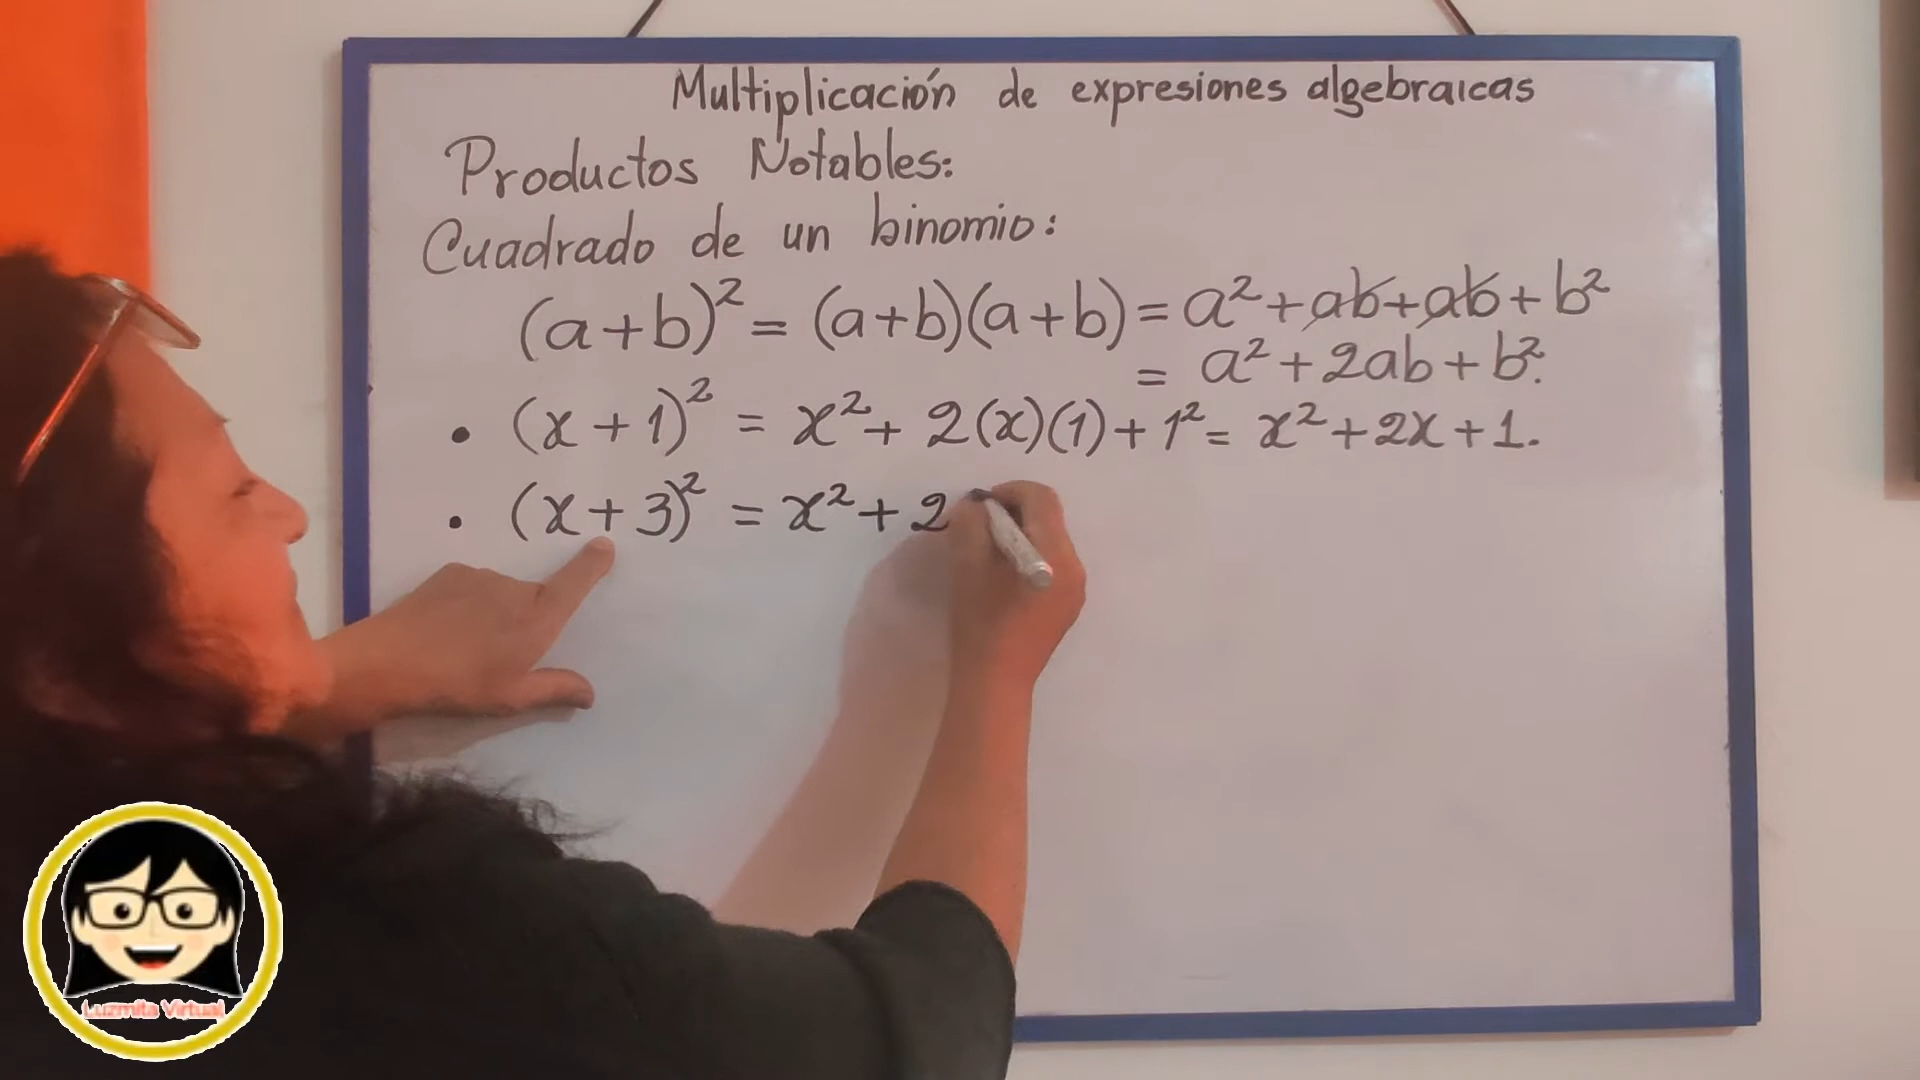 Multiplicación de expresiones algebraicas
Productos Notables:
Cuadrado de un binomio:
(a+b)² = (a+b)(a+b) = a² + ab + ab + b²
= a² + 2ab + b².
• (x + 1)² = x² + 2(x)(1) + 1² = x² + 2x + 1.
• (x + 3)² = x² + 2
Luzmita Virtual